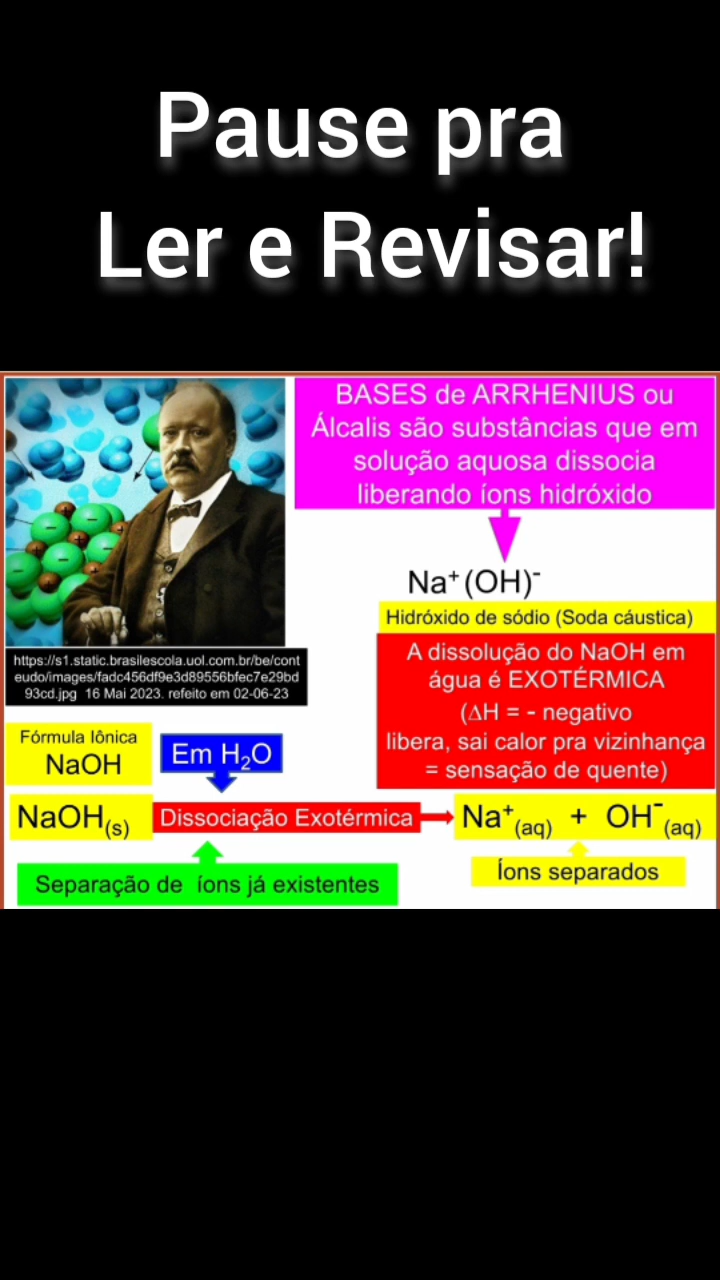 Pause pra
Ler e Revisar!
BASES de ARRHENIUS ou
Álcalis são substâncias que em
solução aquosa dissocia
liberando íons hidróxido
Na⁺(OH)⁻
Hidróxido de sódio (Soda cáustica)
A dissolução do NaOH em
água é EXOTÉRMICA
(∆H = - negativo
libera, sai calor pra vizinhança
= sensação de quente)
https://s1.static.brasilescola.uol.com.br/be/cont
eudo/images/fadc456df9e3d89556bfec7e29bd
93cd.jpg 16 Mai 2023. refeito em 02-06-23
Fórmula Iônica
NaOH
Em H₂O
NaOH(s) Dissociação Exotérmica Na⁺(aq) + OH⁻(aq)
Íons separados
Separação de íons já existentes